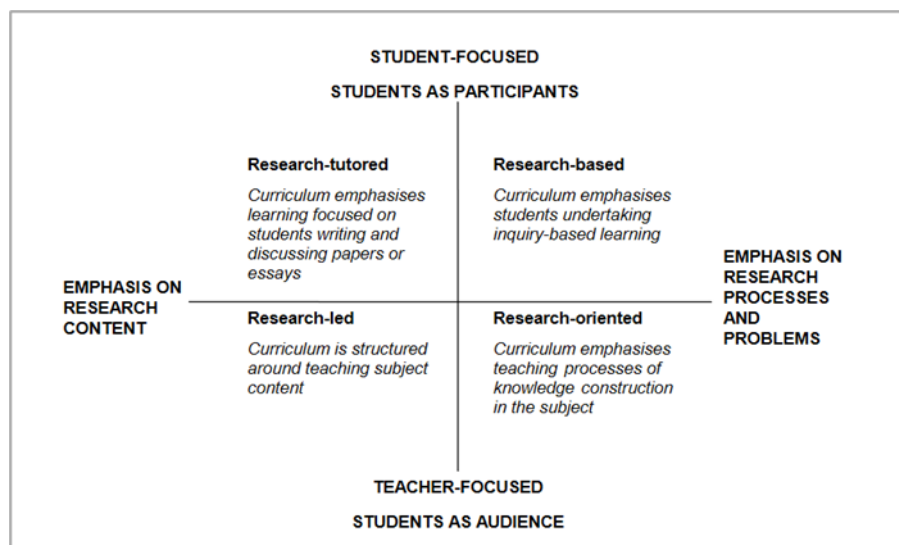 STUDENT-FOCUSED
STUDENTS AS PARTICIPANTS
Research-tutored
Curriculum emphasises
learning focused on
students writing and
discussing papers or
essays
Research-based
Curriculum emphasises
students undertaking
inquiry-based learning
EMPHASIS ON
RESEARCH
CONTENT
EMPHASIS ON
RESEARCH
PROCESSES
AND
PROBLEMS
Research-led
Curriculum is structured
around teaching subject
content
Research-oriented
Curriculum emphasises
teaching processes of
knowledge construction
in the subject
TEACHER-FOCUSED
STUDENTS AS AUDIENCE